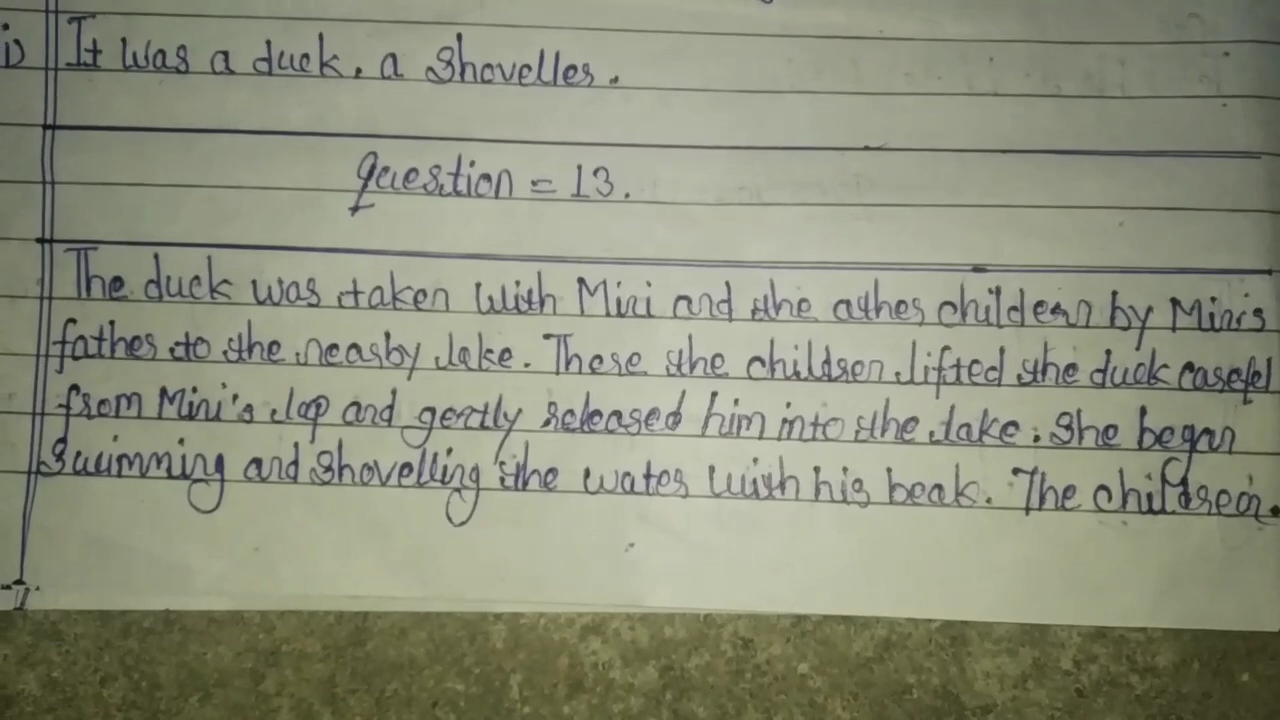 i) It was a duck, a Shoveller.
Question = 13.
The duck was taken with Mini and the other childern by Mini's
father to the nearby lake. There the children lifted the duck carefel
from Mini's lap and gently released him into the lake. She began
Swimming and Shovelling the water with his beak. The children.